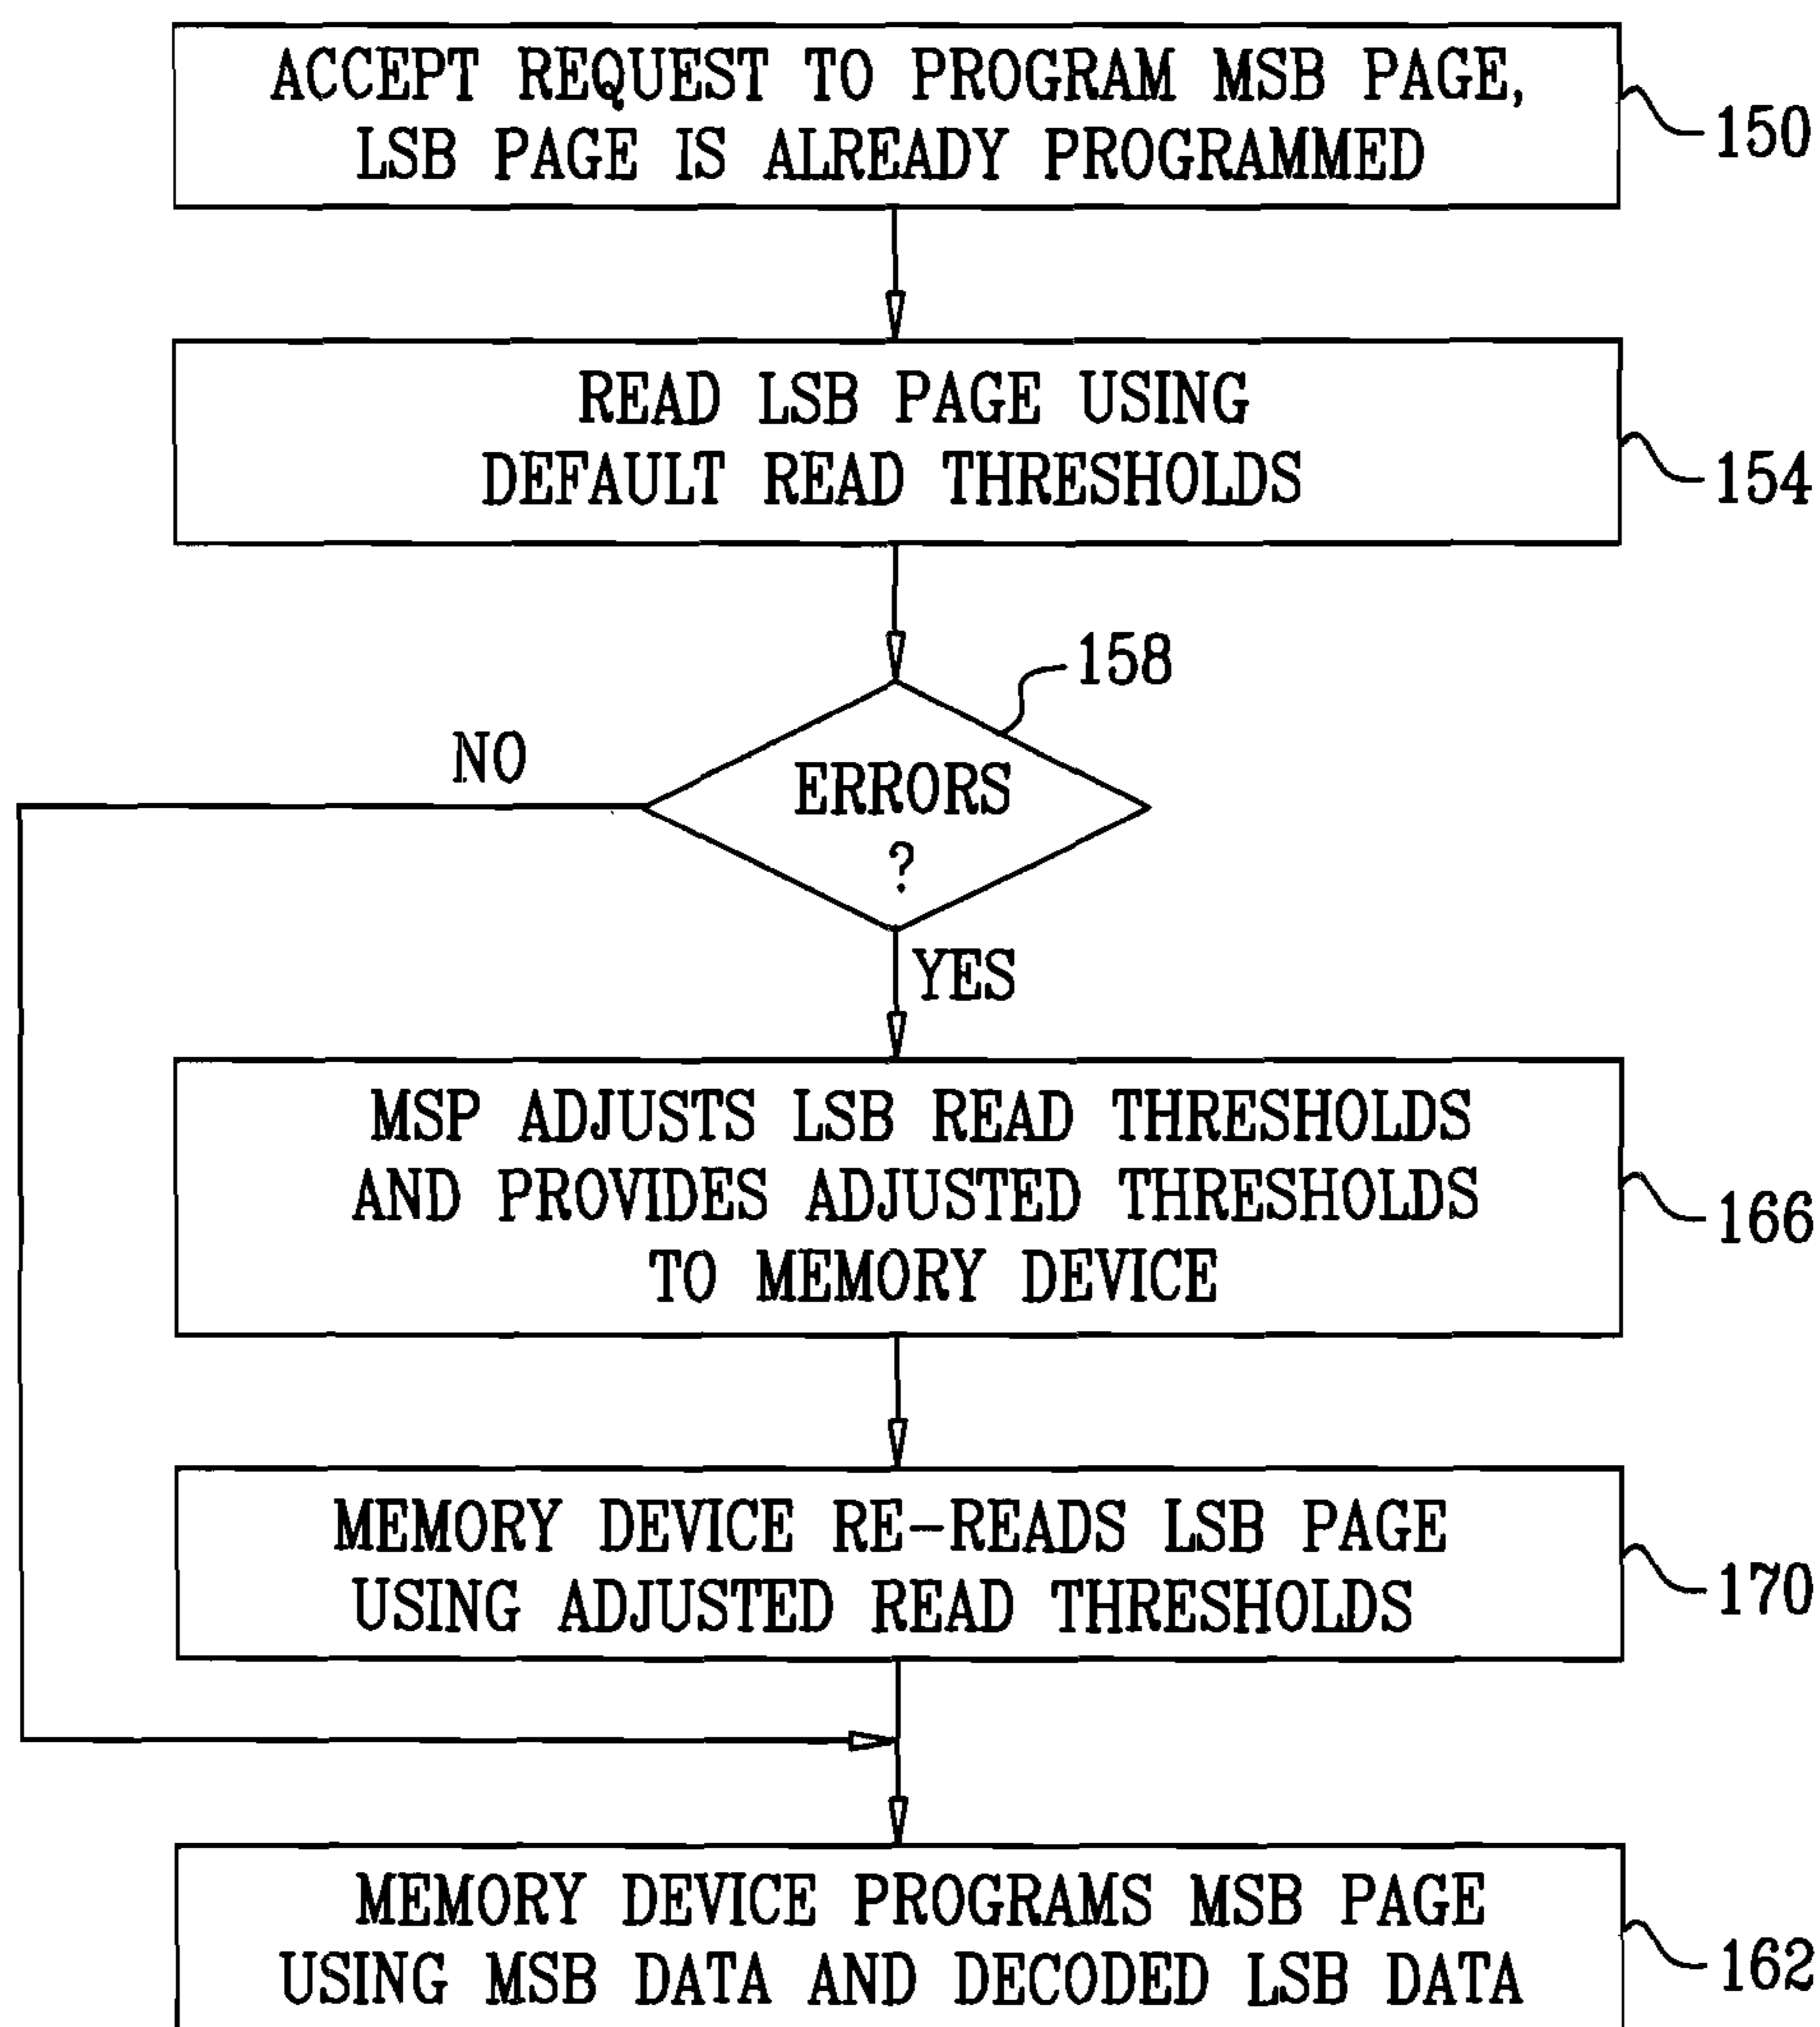 ACCEPT REQUEST TO PROGRAM MSB PAGE,
LSB PAGE IS ALREADY PROGRAMMED
150
READ LSB PAGE USING
DEFAULT READ THRESHOLDS
154
158
NO
ERRORS
?
YES
MSP ADJUSTS LSB READ THRESHOLDS
AND PROVIDES ADJUSTED THRESHOLDS
TO MEMORY DEVICE
166
MEMORY DEVICE RE-READS LSB PAGE
USING ADJUSTED READ THRESHOLDS
170
MEMORY DEVICE PROGRAMS MSB PAGE
USING MSB DATA AND DECODED LSB DATA
162